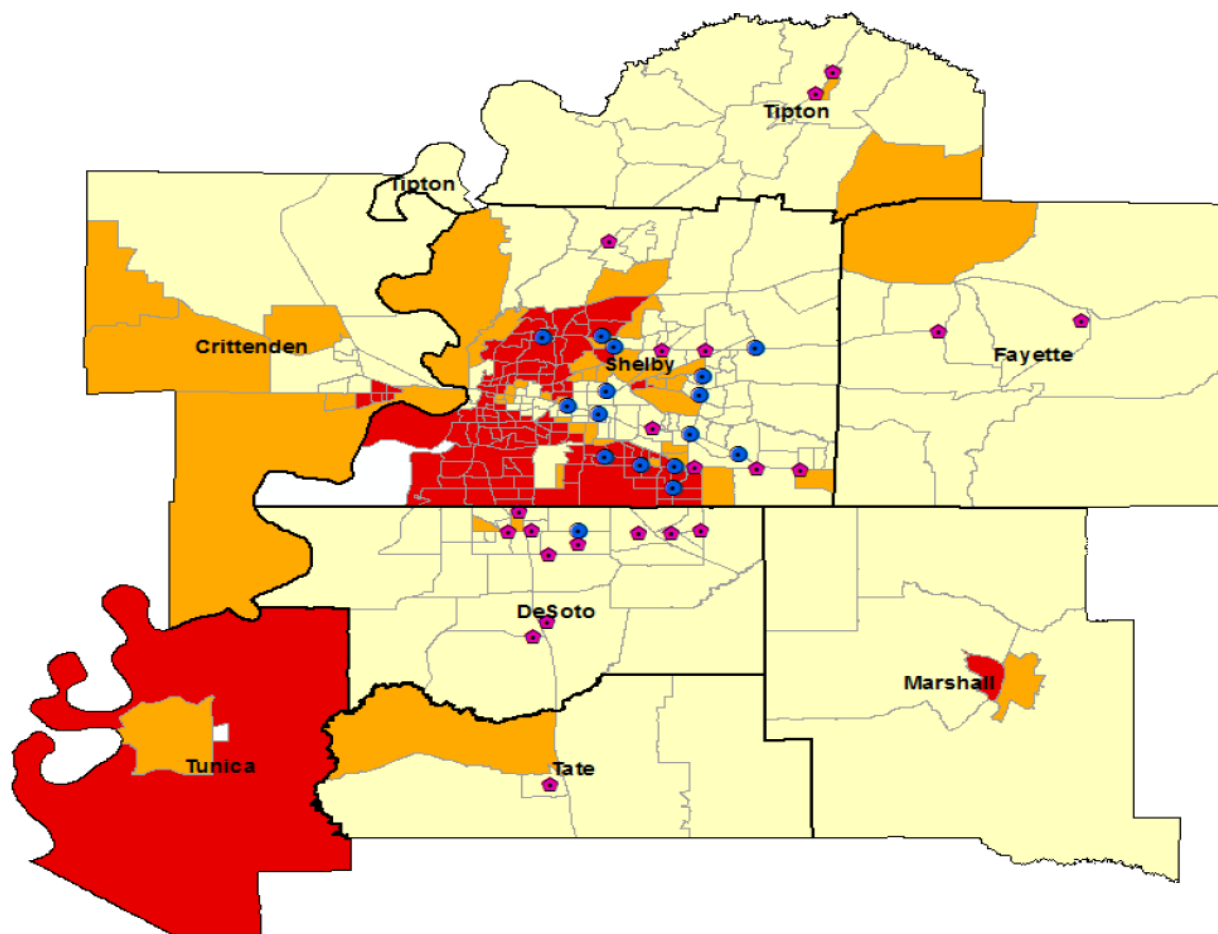 Tipton
Tipton
Crittenden
Shelby
Fayette
DeSoto
Marshall
Tunica
Tate